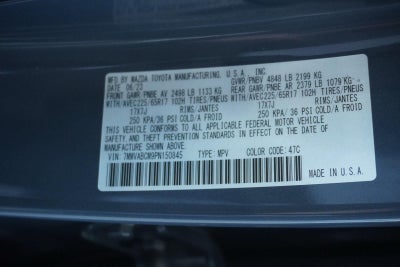 MFD. BY MAZDA TOYOTA MANUFACTURING, U.S.A., INC.
DATE: 06/23 GVWR/PNBV 4848 LB 2199 KG
FRONT GAWR/PNBE AV 2498 LB 1133 KG REAR GAWR/PNBE AR 2379 LB 1079 KG
WITH/AVEC225/65R17 102H TIRES/PNEUS WITH/AVEC225/65R17 102H TIRES/PNEUS
17X7J RIMS/JANTES 17X7J RIMS/JANTES
250 KPA/36 PSI COLD/A FROID 250 KPA/ 36 PSI COLD/A FROID
THIS VEHICLE CONFORMS TO ALL APPLICABLE FEDERAL MOTOR VEHICLE
SAFETY AND THEFT PREVENTION STANDARDS IN EFFECT ON THE DATE OF
MANUFACTURE SHOWN ABOVE.
VIN: 7MMVABCM9PN150845 TYPE: MPV COLOR CODE: 47C
MADE IN U.S.A.